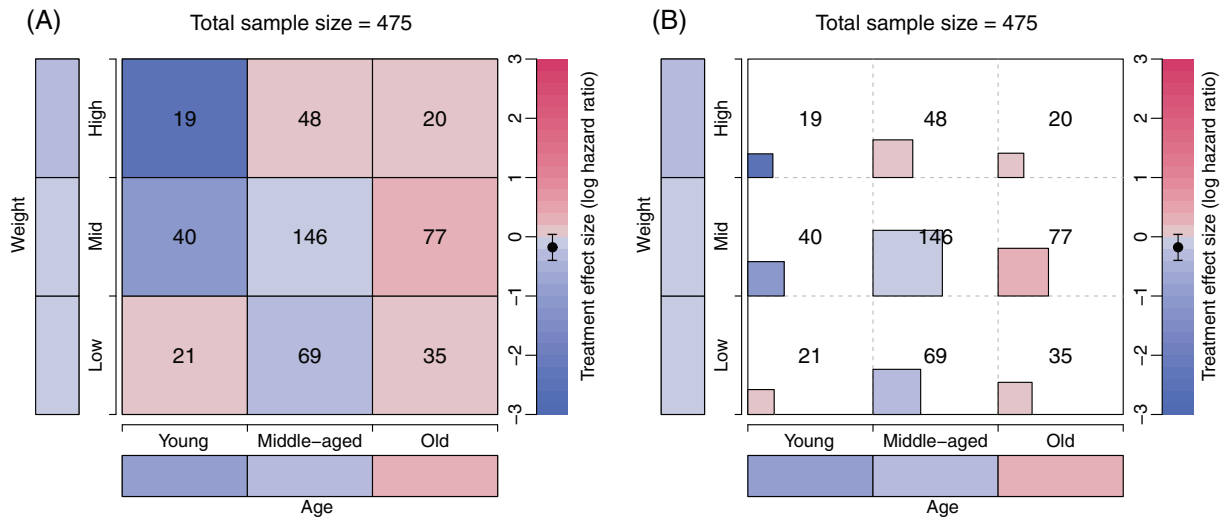 (A)
Total sample size = 475
Weight
High
Mid
Low
19
48
20
40
146
77
21
69
35
Young
Middle−aged
Old
Age
3
2
1
0
−1
−2
−3
Treatment effect size (log hazard ratio)
(B)
Total sample size = 475
Weight
High
Mid
Low
19
48
20
40
146
77
21
69
35
Young
Middle−aged
Old
Age
3
2
1
0
−1
−2
−3
Treatment effect size (log hazard ratio)